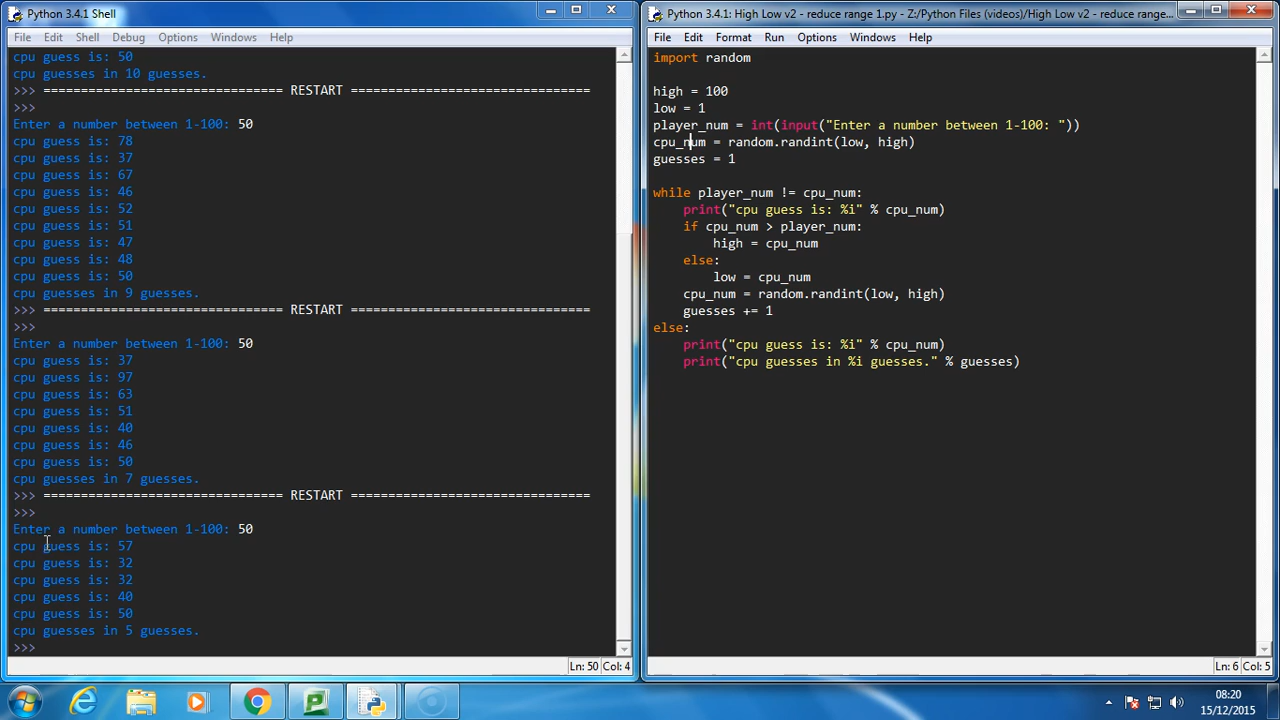 Python 3.4.1 Shell
File Edit Shell Debug Options Windows Help
cpu guess is: 50
cpu guesses in 10 guesses.
>>> ================================ RESTART ================================
>>>
Enter a number between 1-100: 50
cpu guess is: 78
cpu guess is: 37
cpu guess is: 67
cpu guess is: 46
cpu guess is: 52
cpu guess is: 51
cpu guess is: 47
cpu guess is: 48
cpu guess is: 50
cpu guesses in 9 guesses.
>>> ================================ RESTART ================================
>>>
Enter a number between 1-100: 50
cpu guess is: 37
cpu guess is: 97
cpu guess is: 63
cpu guess is: 51
cpu guess is: 40
cpu guess is: 46
cpu guess is: 50
cpu guesses in 7 guesses.
>>> ================================ RESTART ================================
>>>
Enter a number between 1-100: 50
cpu guess is: 57
cpu guess is: 32
cpu guess is: 32
cpu guess is: 40
cpu guess is: 50
cpu guesses in 5 guesses.
>>>
Ln: 50 Col: 4
Python 3.4.1: High Low v2 - reduce range 1.py - Z:/Python Files (videos)/High Low v2 - reduce range...
File Edit Format Run Options Windows Help
import random
high = 100
low = 1
player_num = int(input("Enter a number between 1-100: "))
cpu_num = random.randint(low, high)
guesses = 1
while player_num != cpu_num:
    print("cpu guess is: %i" % cpu_num)
    if cpu_num > player_num:
        high = cpu_num
    else:
        low = cpu_num
    cpu_num = random.randint(low, high)
    guesses += 1
else:
    print("cpu guess is: %i" % cpu_num)
    print("cpu guesses in %i guesses." % guesses)
Ln: 6 Col: 5
08:20
15/12/2015